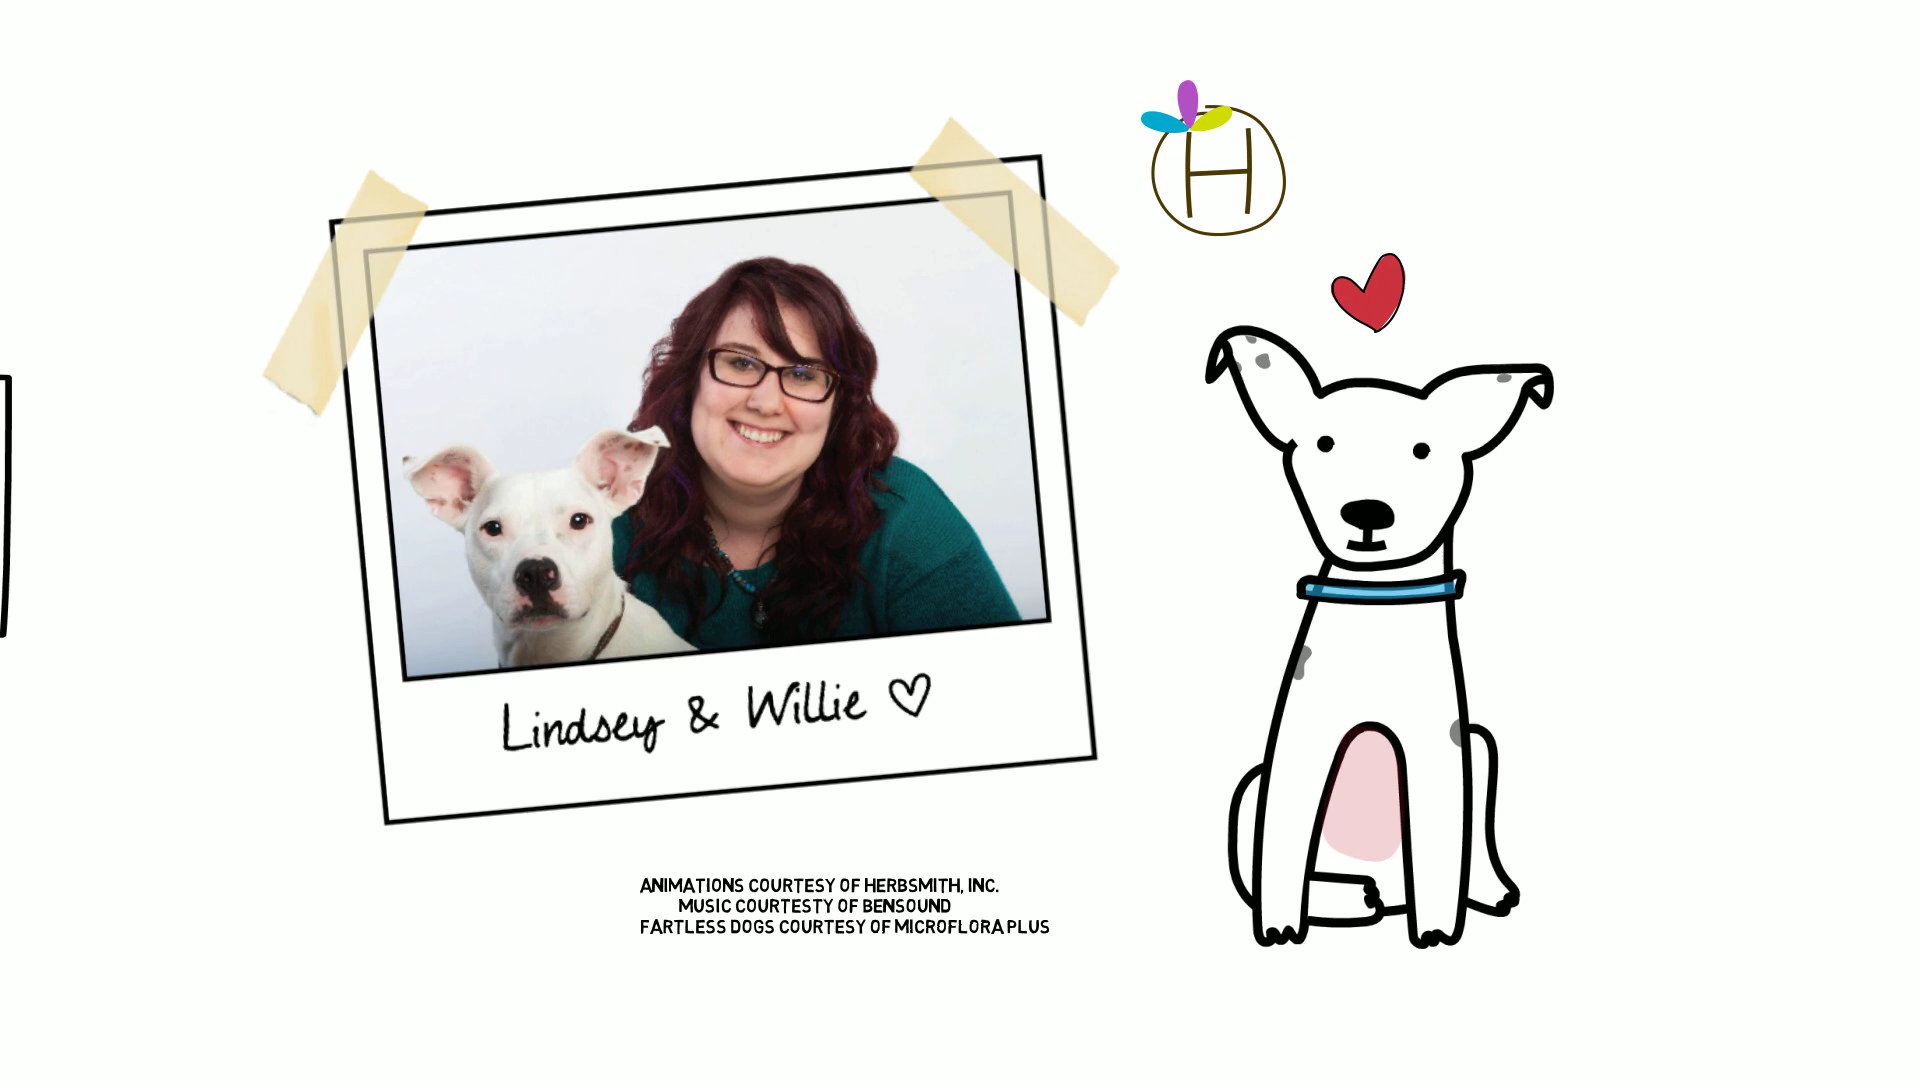 H
Lindsey & Willie ♡
ANIMATIONS COURTESY OF HERBSMITH, INC.
MUSIC COURTESTY OF BENSOUND
FARTLESS DOGS COURTESY OF MICROFLORA PLUS